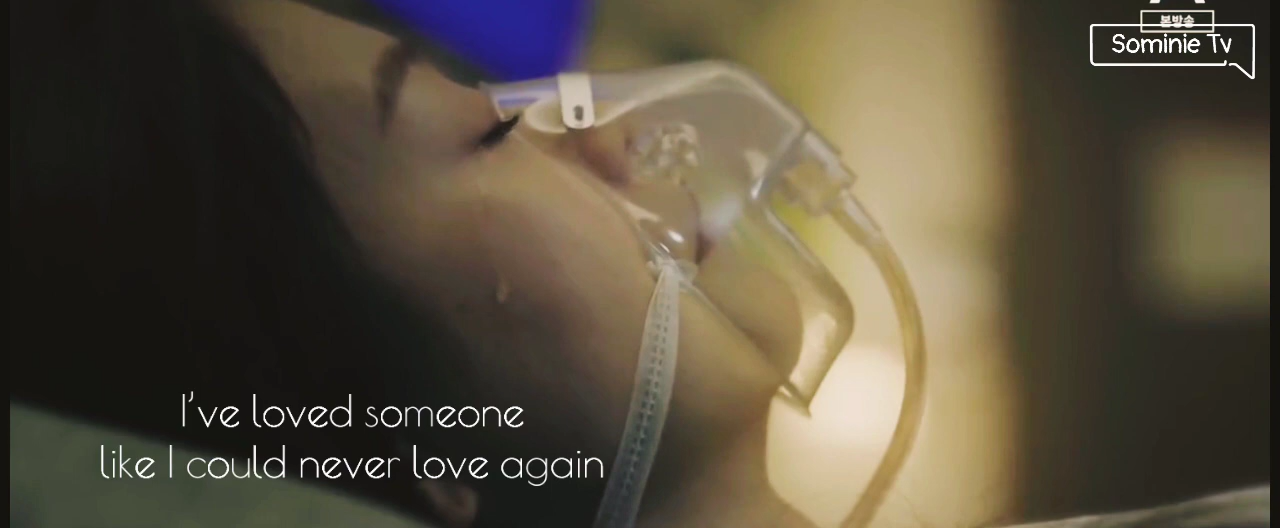 본방송
Sominie Tv
I've loved someone
like I could never love again